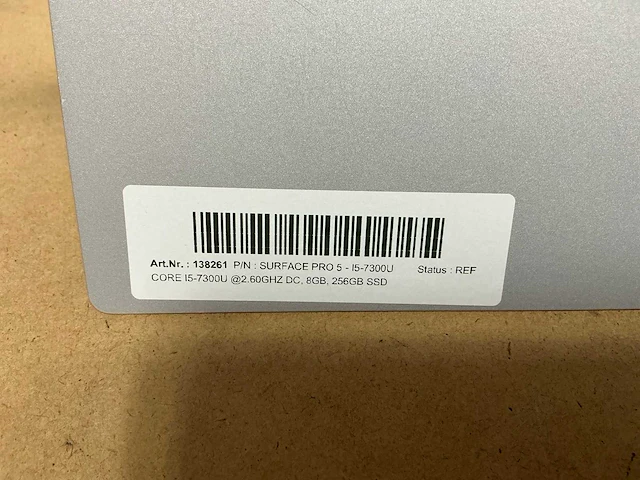 Art.Nr. : 138261 P/N : SURFACE PRO 5 - I5-7300U Status : REF
CORE I5-7300U @2.60GHZ DC, 8GB, 256GB SSD